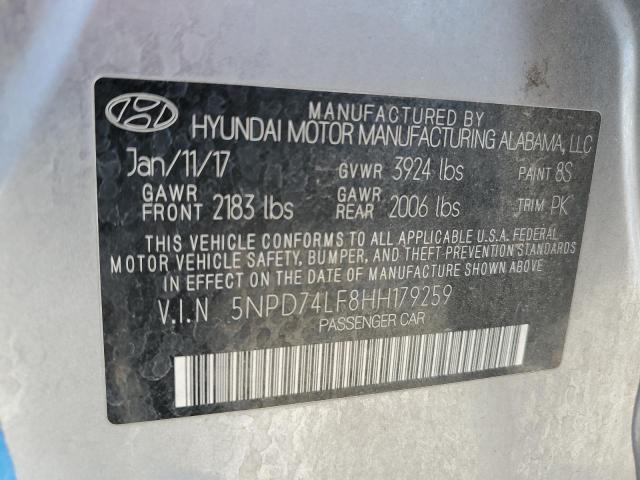 MANUFACTURED BY
HYUNDAI MOTOR MANUFACTURING ALABAMA, LLC
Jan/11/17 GVWR 3924 lbs PAINT 8S
GAWR FRONT 2183 lbs GAWR REAR 2006 lbs TRIM PK
THIS VEHICLE CONFORMS TO ALL APPLICABLE U.S.A. FEDERAL
MOTOR VEHICLE SAFETY, BUMPER, AND THEFT PREVENTION STANDARDS
IN EFFECT ON THE DATE OF MANUFACTURE SHOWN ABOVE.
V.I.N 5NPD74LF8HH179259
PASSENGER CAR